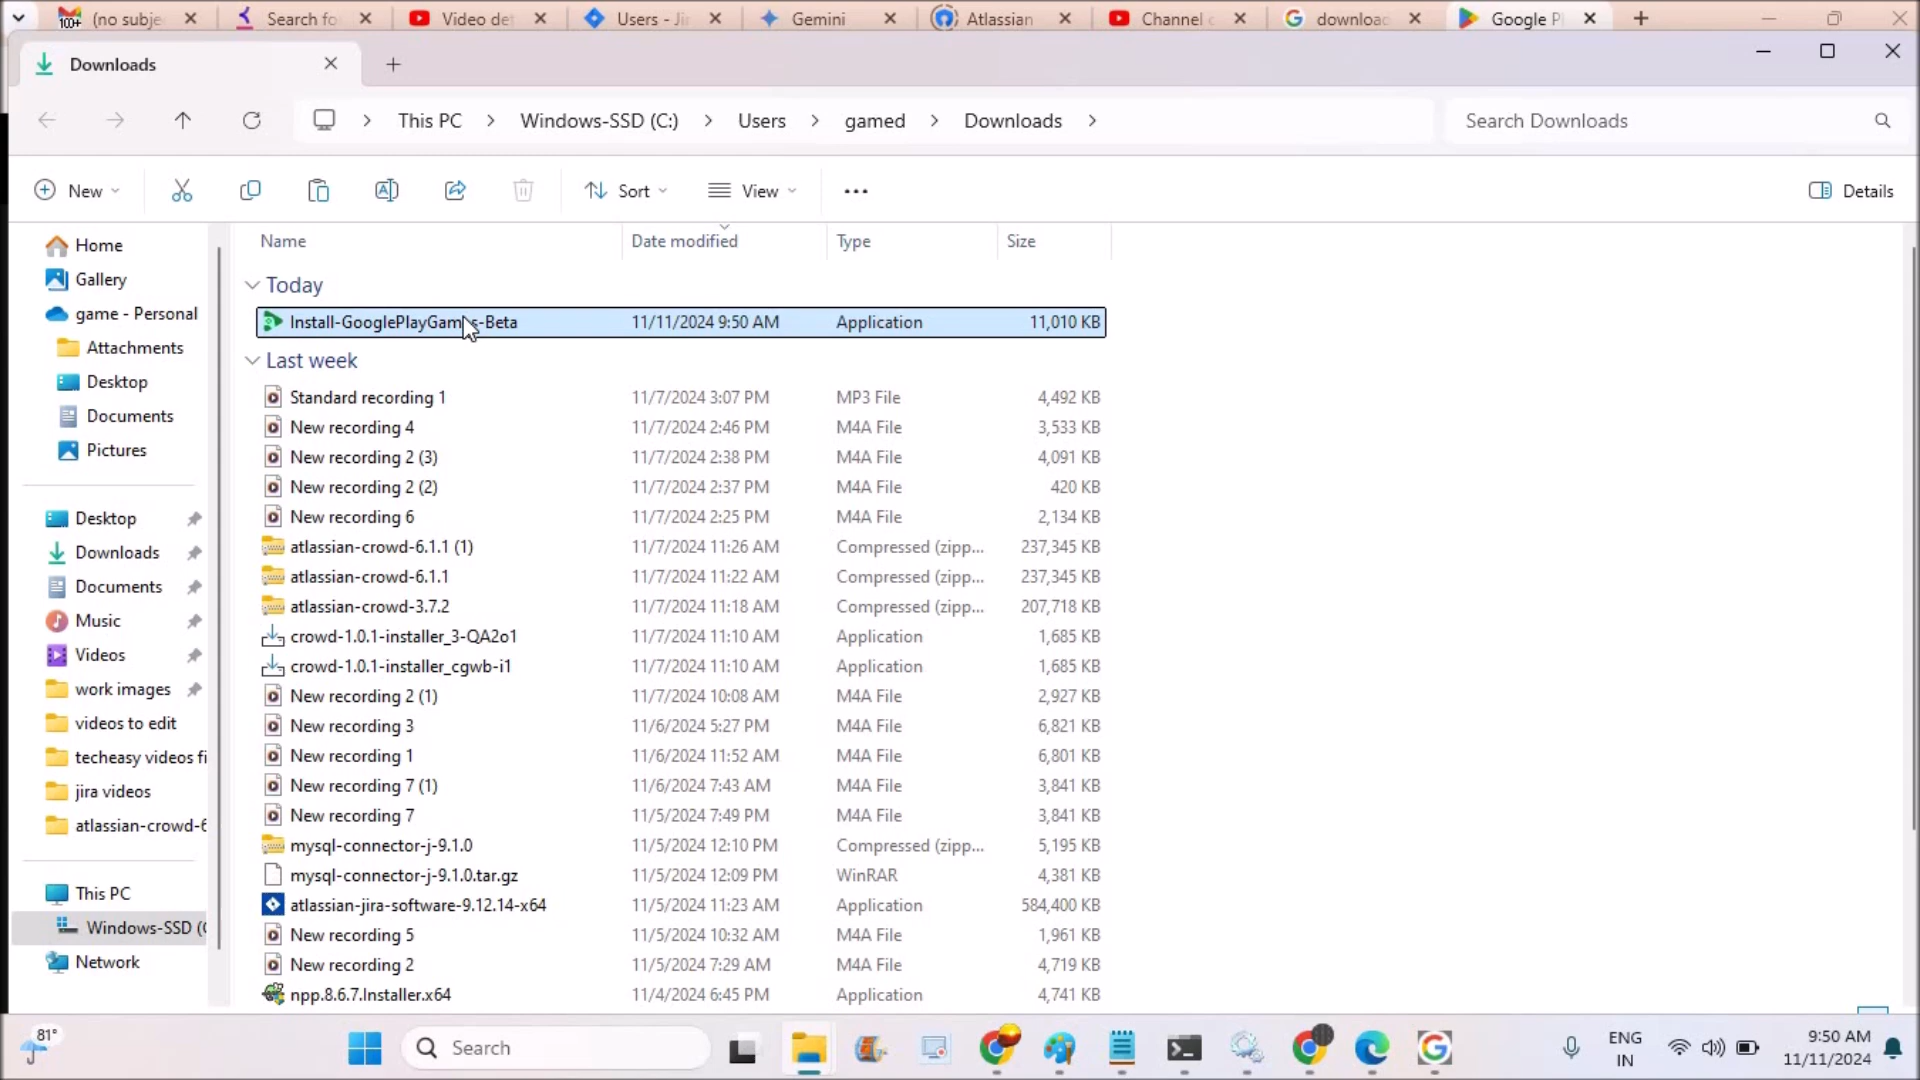 100+ (no subje
Search fo
Video det
Users - Jir
Gemini
Atlassian
Channel c
download
Google Pl
Downloads
This PC > Windows-SSD (C:) > Users > gamed > Downloads >
Search Downloads
New
Sort
View
Details
Home
Gallery
game - Personal
Attachments
Desktop
Documents
Pictures
Desktop
Downloads
Documents
Music
Videos
work images
videos to edit
techeasy videos fi
jira videos
atlassian-crowd-6
This PC
Windows-SSD (C
Network
Name Date modified Type Size
Today
Install-GooglePlayGames-Beta 11/11/2024 9:50 AM Application 11,010 KB
Last week
Standard recording 1 11/7/2024 3:07 PM MP3 File 4,492 KB
New recording 4 11/7/2024 2:46 PM M4A File 3,533 KB
New recording 2 (3) 11/7/2024 2:38 PM M4A File 4,091 KB
New recording 2 (2) 11/7/2024 2:37 PM M4A File 420 KB
New recording 6 11/7/2024 2:25 PM M4A File 2,134 KB
atlassian-crowd-6.1.1 (1) 11/7/2024 11:26 AM Compressed (zipp... 237,345 KB
atlassian-crowd-6.1.1 11/7/2024 11:22 AM Compressed (zipp... 237,345 KB
atlassian-crowd-3.7.2 11/7/2024 11:18 AM Compressed (zipp... 207,718 KB
crowd-1.0.1-installer_3-QA2o1 11/7/2024 11:10 AM Application 1,685 KB
crowd-1.0.1-installer_cgwb-i1 11/7/2024 11:10 AM Application 1,685 KB
New recording 2 (1) 11/7/2024 10:08 AM M4A File 2,927 KB
New recording 3 11/6/2024 5:27 PM M4A File 6,821 KB
New recording 1 11/6/2024 11:52 AM M4A File 6,801 KB
New recording 7 (1) 11/6/2024 7:43 AM M4A File 3,841 KB
New recording 7 11/5/2024 7:49 PM M4A File 3,841 KB
mysql-connector-j-9.1.0 11/5/2024 12:10 PM Compressed (zipp... 5,195 KB
mysql-connector-j-9.1.0.tar.gz 11/5/2024 12:09 PM WinRAR 4,381 KB
atlassian-jira-software-9.12.14-x64 11/5/2024 11:23 AM Application 584,400 KB
New recording 5 11/5/2024 10:32 AM M4A File 1,961 KB
New recording 2 11/5/2024 7:29 AM M4A File 4,719 KB
npp.8.6.7.Installer.x64 11/4/2024 6:45 PM Application 4,741 KB
81°
Search
ENG
IN
9:50 AM
11/11/2024